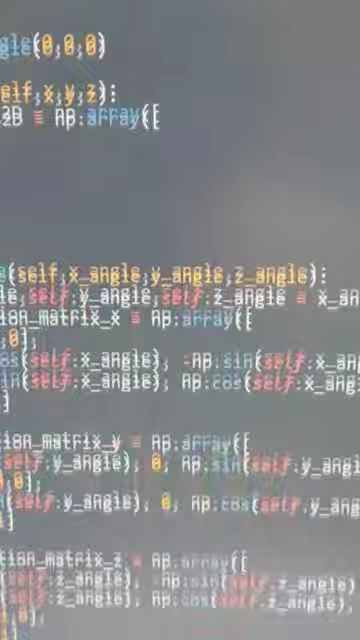 gle(0,0,0)
elf,x,y,z):
2D = np.array([
e(self,x_angle,y_angle,z_angle):
le,self.y_angle,self.z_angle = x_an
ion_matrix_x = np.array([
0],
os(self.x_angle), -np.sin(self.x_ang
in(self.x_angle), np.cos(self.x_angl
]
ion_matrix_y = np.array([
self.y_angle), 0, np.sin(self.y_angl
0],
(self.y_angle), 0, np.cos(self.y_ang
]
tion_matrix_z = np.array([
(self.z_angle), -np.sin(self.z_angle)
(self.z_angle), np.cos(self.z_angle),
0],